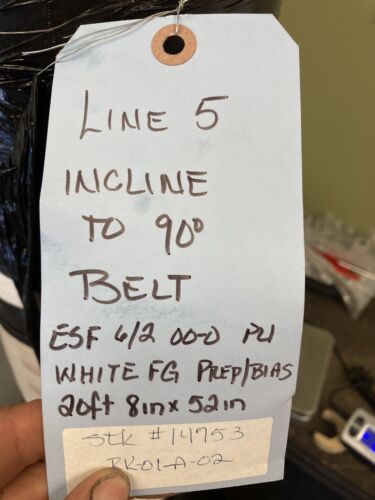 LINE 5
INCLINE
TO 90°
BELT
ESF 6/2 00-0 PU
WHITE FG PREP/BIAS
20ft 8in x 52in
Stk #14753
RK-01-A-02